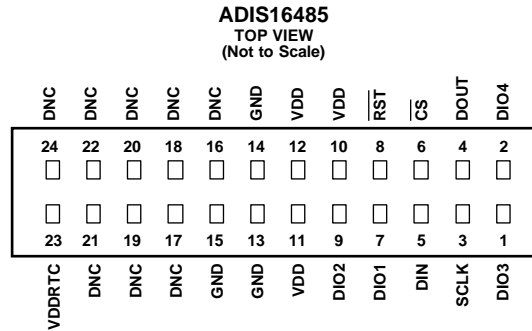 ADIS16485
TOP VIEW
(Not to Scale)
DNC DNC DNC DNC DNC GND VDD VDD RST CS DOUT DIO4
24 22 20 18 16 14 12 10 8 6 4 2
23 21 19 17 15 13 11 9 7 5 3 1
VDDRTC DNC DNC DNC GND GND VDD DIO2 DIO1 DIN SCLK DIO3